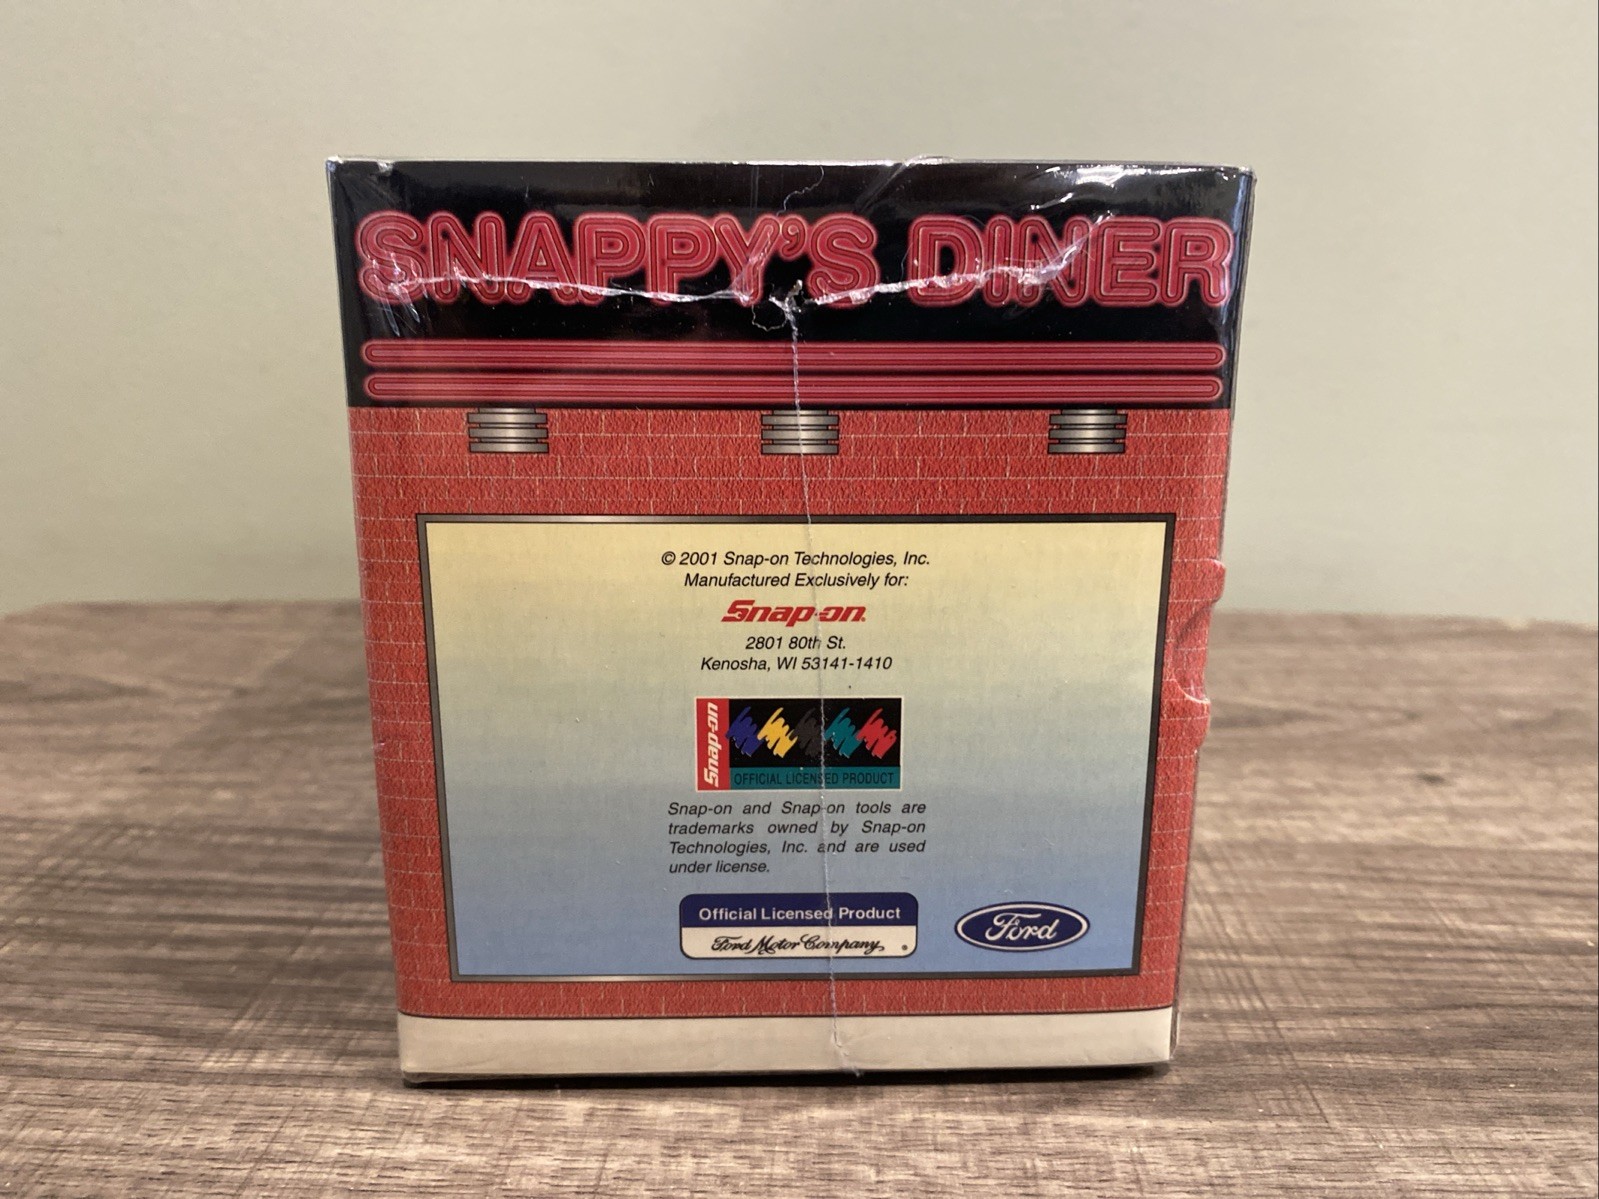 SNAPPY'S DINER
© 2001 Snap-on Technologies, Inc.
Manufactured Exclusively for:
Snap-on®
2801 80th St.
Kenosha, WI 53141-1410
Snap-on
OFFICIAL LICENSED PRODUCT
Snap-on and Snap-on tools are
trademarks owned by Snap-on
Technologies, Inc. and are used
under license.
Official Licensed Product
Ford Motor Company ®
Ford